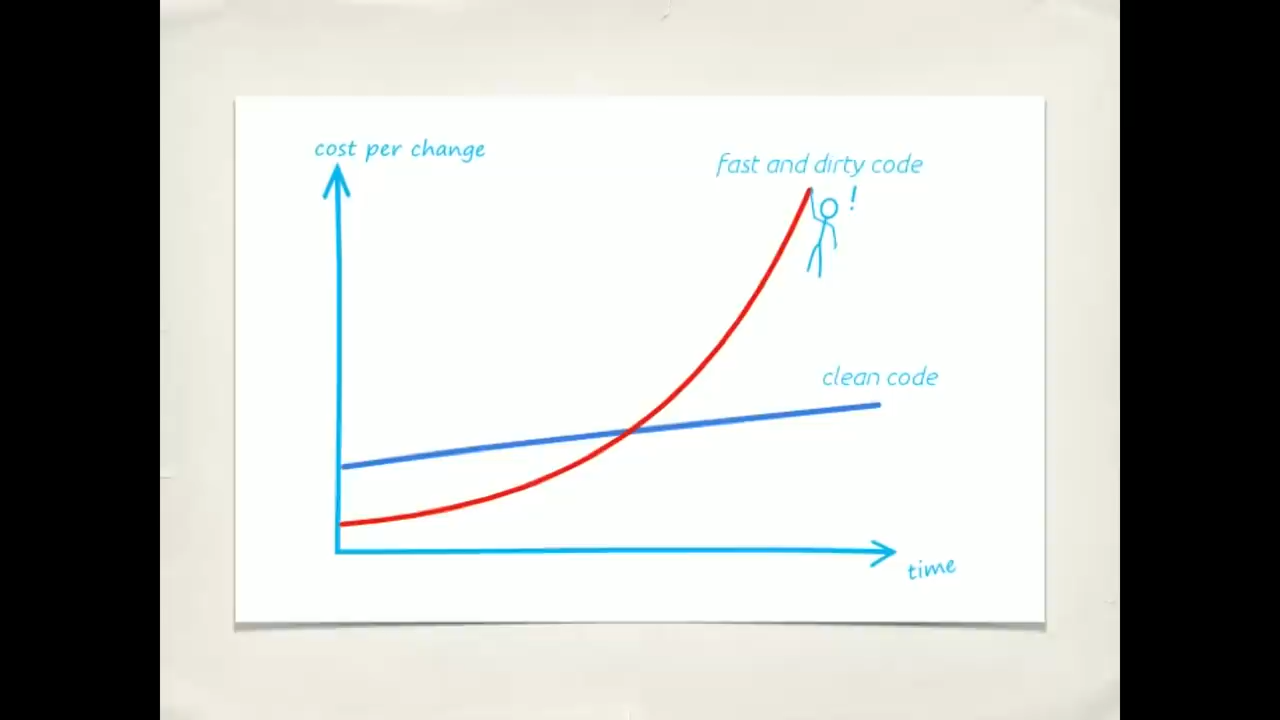 cost per change
fast and dirty code
!
clean code
time